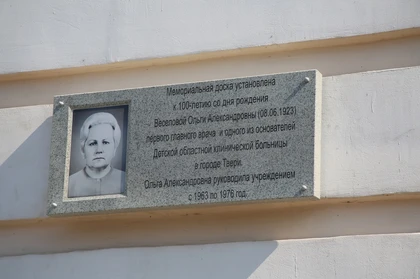 Мемориальная доска установлена
к 100-летию со дня рождения
Веселовой Ольги Александровны (08.06.1923)
первого главного врача и одного из основателей
Детской областной клинической больницы
в городе Твери.
Ольга Александровна руководила учреждением
с 1963 по 1976 год.